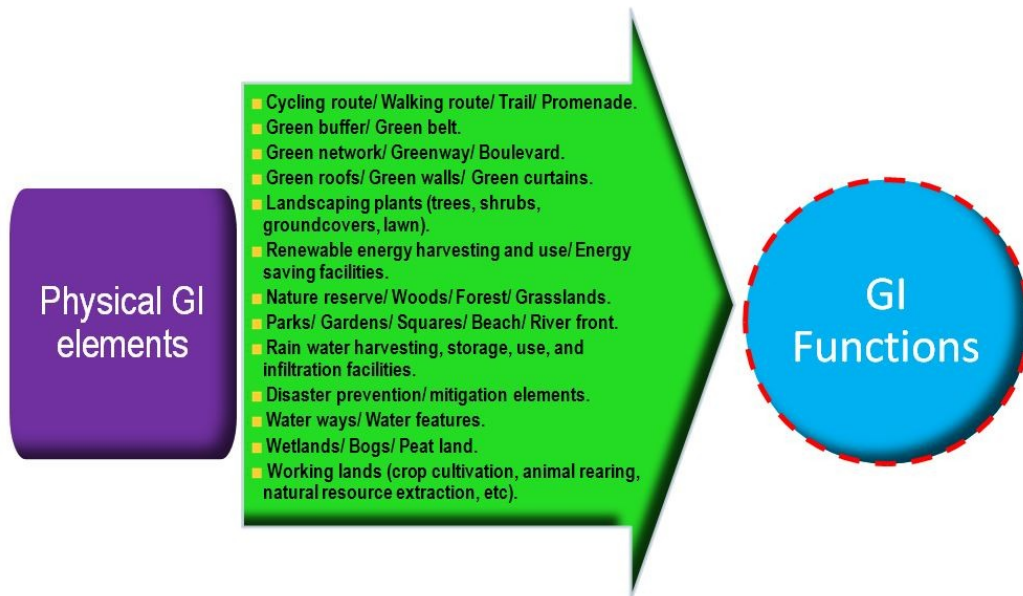 Physical GI
elements
■ Cycling route/ Walking route/ Trail/ Promenade.
■ Green buffer/ Green belt.
■ Green network/ Greenway/ Boulevard.
■ Green roofs/ Green walls/ Green curtains.
■ Landscaping plants (trees, shrubs,
groundcovers, lawn).
■ Renewable energy harvesting and use/ Energy
saving facilities.
■ Nature reserve/ Woods/ Forest/ Grasslands.
■ Parks/ Gardens/ Squares/ Beach/ River front.
■ Rain water harvesting, storage, use, and
infiltration facilities.
■ Disaster prevention/ mitigation elements.
■ Water ways/ Water features.
■ Wetlands/ Bogs/ Peat land.
■ Working lands (crop cultivation, animal rearing,
natural resource extraction, etc).
GI
Functions